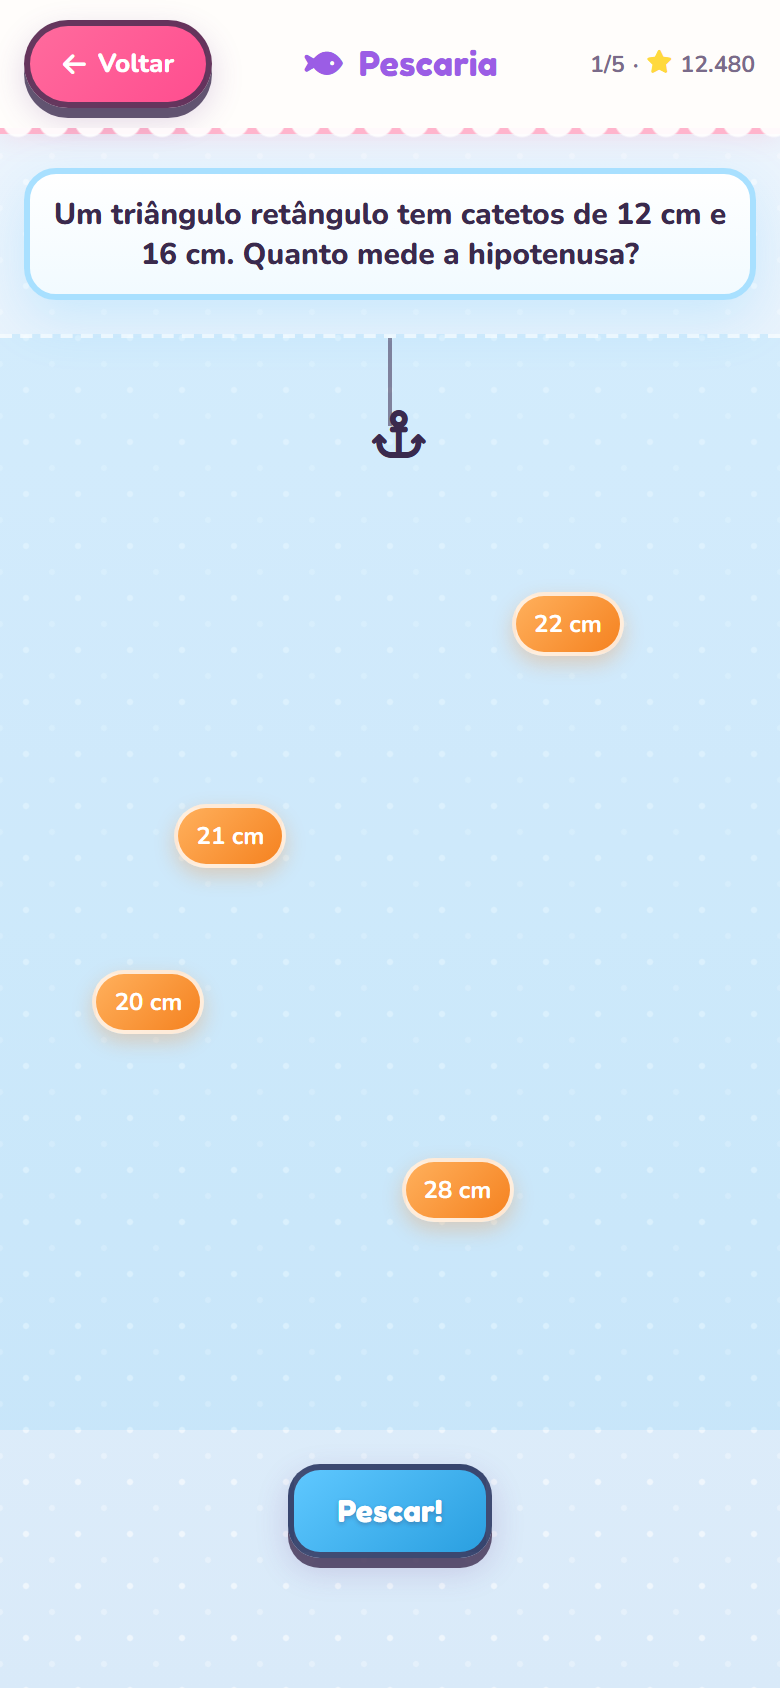 Voltar
Pescaria
1/5 · 12.480
Um triângulo retângulo tem catetos de 12 cm e
16 cm. Quanto mede a hipotenusa?
22 cm
21 cm
20 cm
28 cm
Pescar!